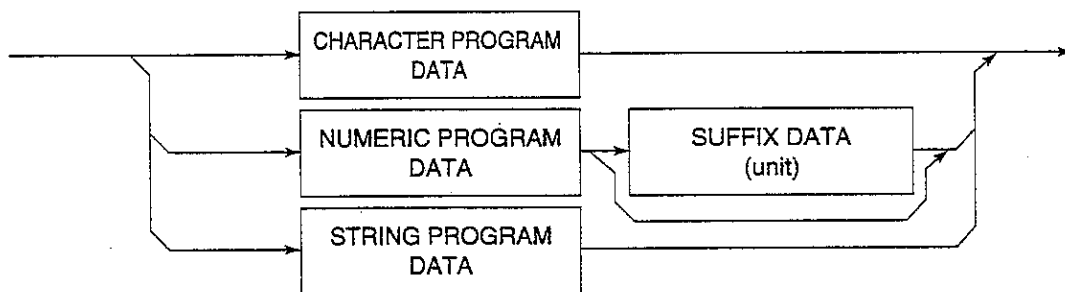 CHARACTER PROGRAM
DATA
NUMERIC PROGRAM
DATA
SUFFIX DATA
(unit)
STRING PROGRAM
DATA